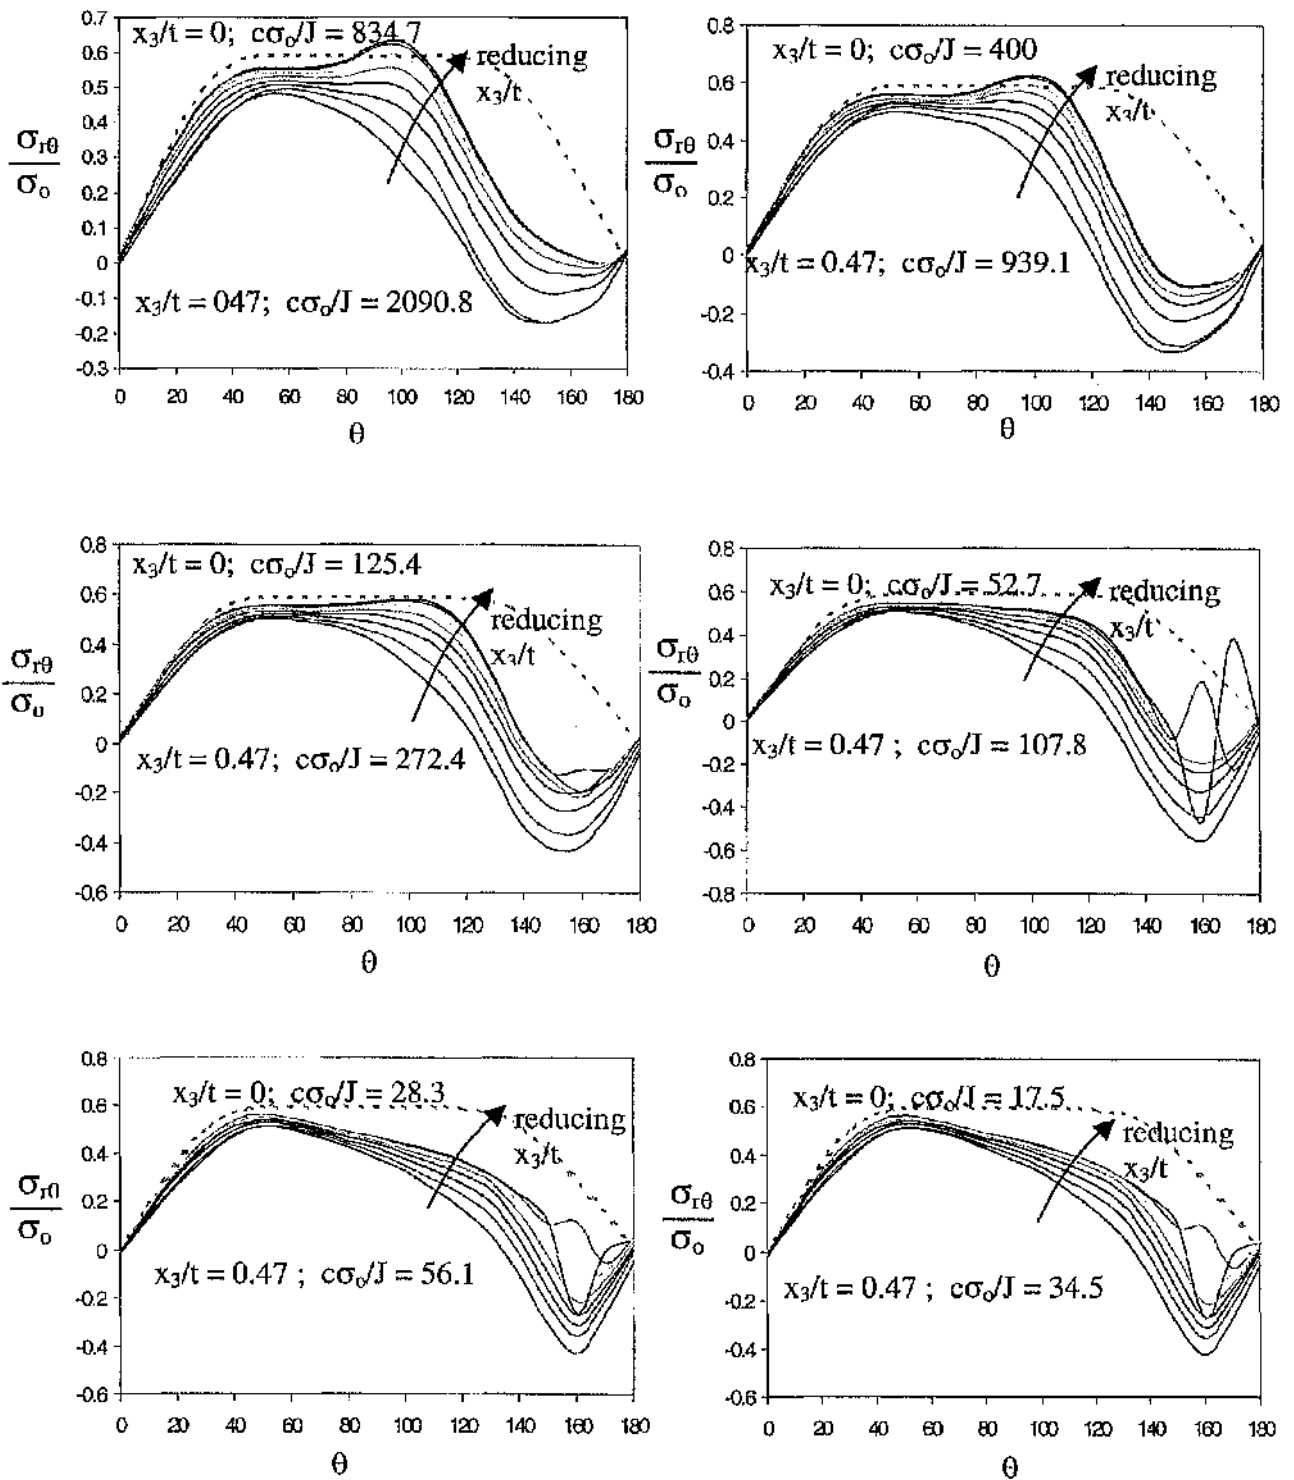 x₃/t = 0; cσₒ/J = 834.7
reducing
x₃/t
σrθ
σₒ
x₃/t = 047; cσₒ/J = 2090.8
0.7
0.6
0.5
0.4
0.3
0.2
0.1
0
-0.1
-0.2
-0.3
0 20 40 60 80 100 120 140 160 180
θ
x₃/t = 0; cσₒ/J = 400
reducing
x₃/t
σrθ
σₒ
x₃/t = 0.47; cσₒ/J = 939.1
0.8
0.6
0.4
0.2
0
-0.2
-0.4
0 20 40 60 80 100 120 140 160 180
θ
x₃/t = 0; cσₒ/J = 125.4
reducing
x₃/t
σrθ
σₒ
x₃/t = 0.47; cσₒ/J = 272.4
0.8
0.6
0.4
0.2
0
-0.2
-0.4
-0.6
0 20 40 60 80 100 120 140 160 180
θ
x₃/t = 0; cσₒ/J = 52.7
reducing
x₃/t
σrθ
σₒ
x₃/t = 0.47 ; cσₒ/J = 107.8
0.8
0.6
0.4
0.2
0
-0.2
-0.4
-0.6
-0.8
0 20 40 60 80 100 120 140 160 180
θ
x₃/t = 0; cσₒ/J = 28.3
reducing
x₃/t
σrθ
σₒ
x₃/t = 0.47 ; cσₒ/J = 56.1
0.8
0.6
0.4
0.2
0
-0.2
-0.4
-0.6
0 20 40 60 80 100 120 140 160 180
θ
x₃/t = 0; cσₒ/J = 17.5
reducing
x₃/t
σrθ
σₒ
x₃/t = 0.47 ; cσₒ/J = 34.5
0.8
0.6
0.4
0.2
0
-0.2
-0.4
-0.6
0 20 40 60 80 100 120 140 160 180
θ